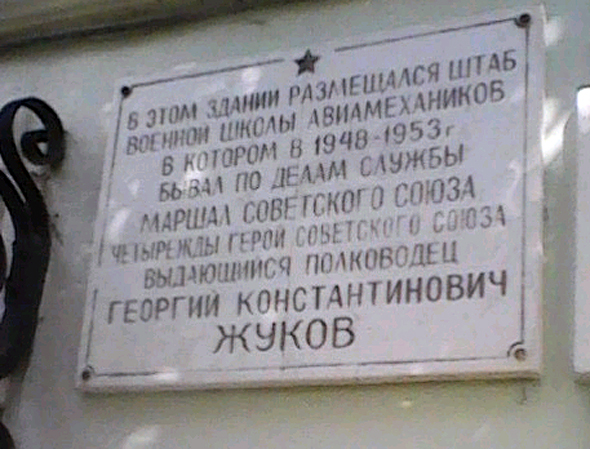 В ЭТОМ ЗДАНИИ РАЗМЕЩАЛСЯ ШТАБ
ВОЕННОЙ ШКОЛЫ АВИАМЕХАНИКОВ
В КОТОРОМ В 1948-1953г
БЫВАЛ ПО ДЕЛАМ СЛУЖБЫ
МАРШАЛ СОВЕТСКОГО СОЮЗА
ЧЕТЫРЕЖДЫ ГЕРОЙ СОВЕТСКОГО СОЮЗА
ВЫДАЮЩИЙСЯ ПОЛКОВОДЕЦ
ГЕОРГИЙ КОНСТАНТИНОВИЧ
ЖУКОВ